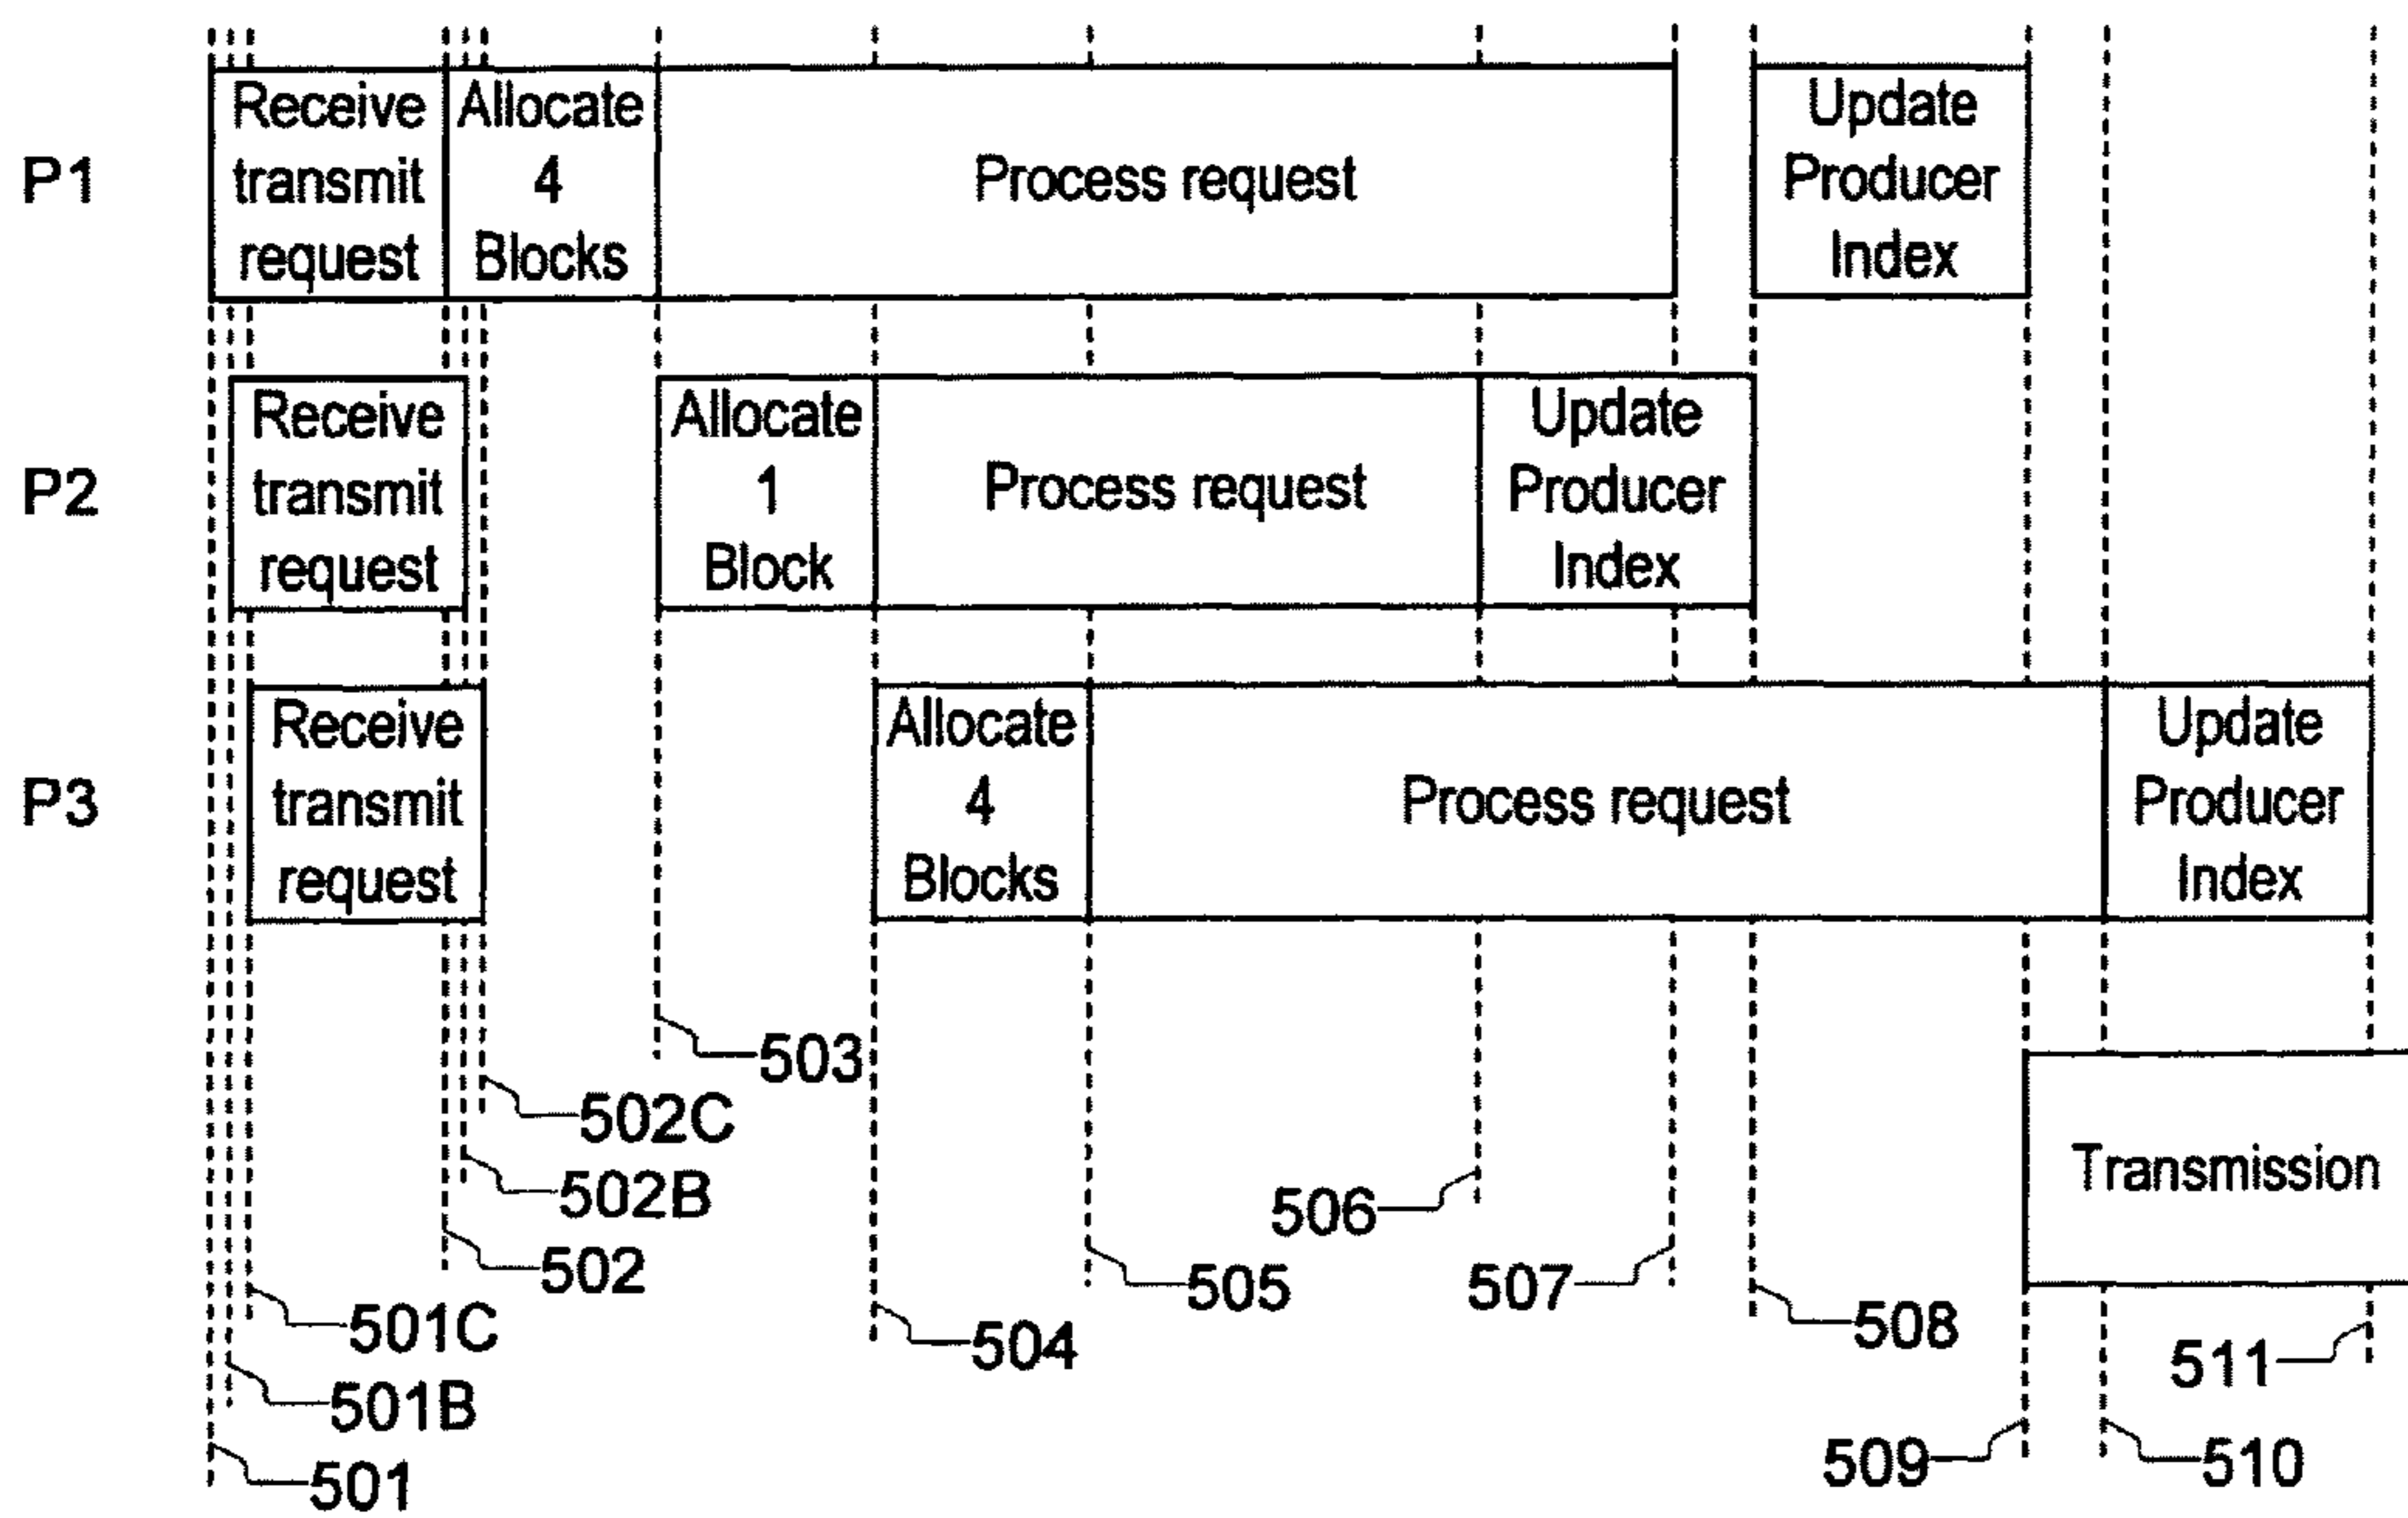 P1
Receive
transmit
request
Allocate
4
Blocks
Process request
Update
Producer
Index
P2
Receive
transmit
request
Allocate
1
Block
Process request
Update
Producer
Index
P3
Receive
transmit
request
Allocate
4
Blocks
Process request
Update
Producer
Index
Transmission
503
502C
502B
502
501C
501B
501
504
505
506
507
508
509
510
511